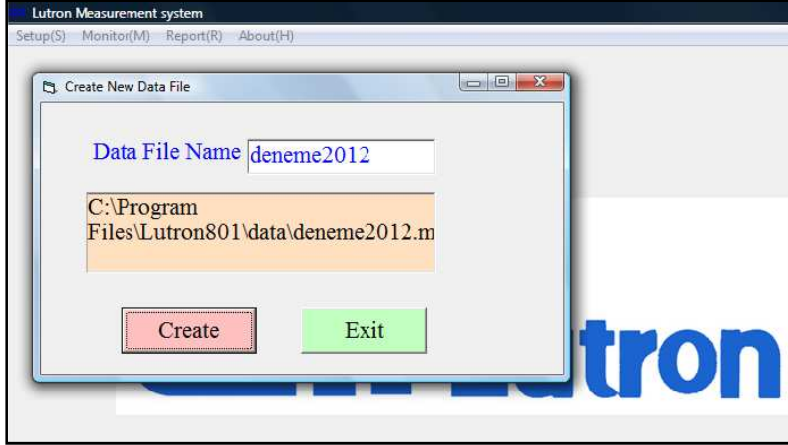 Lutron Measurement system
Setup(S) Monitor(M) Report(R) About(H)
Create New Data File
Data File Name deneme2012
C:\Program
Files\Lutron801\data\deneme2012.m
Create Exit
tron